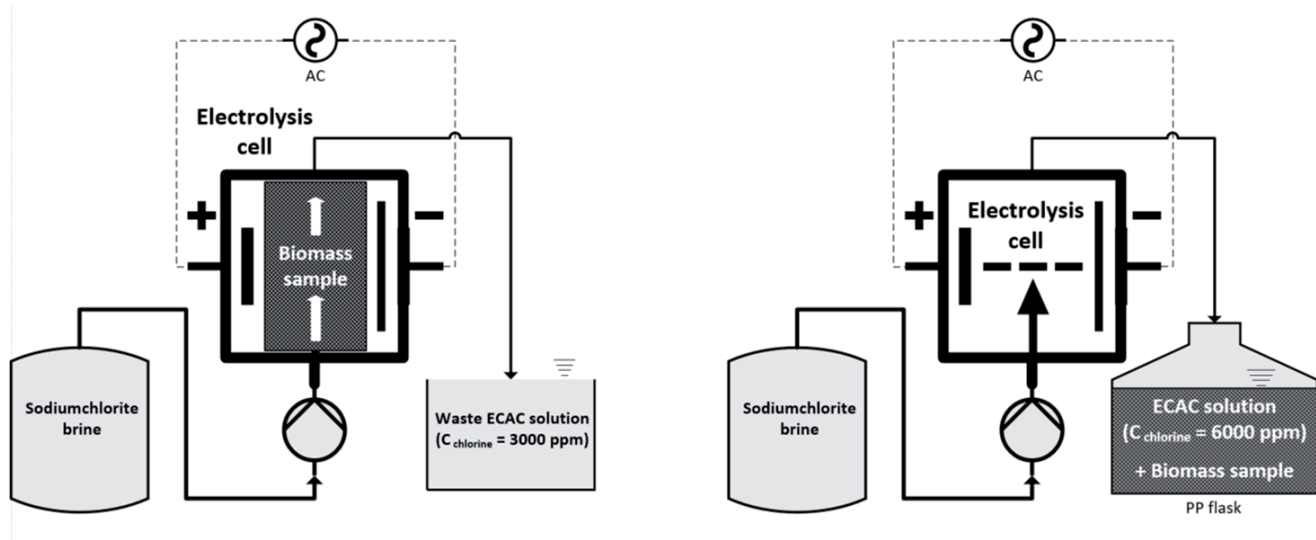 AC
Electrolysis
cell
+
−
Biomass
sample
Sodiumchlorite
brine
Waste ECAC solution
(C chlorine = 3000 ppm)
AC
+
−
Electrolysis
cell
Sodiumchlorite
brine
ECAC solution
(C chlorine = 6000 ppm)
+ Biomass sample
PP flask